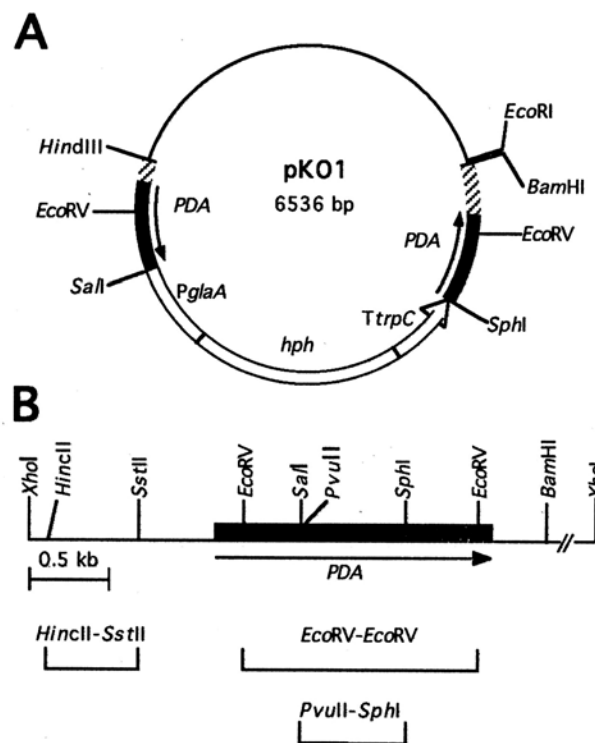 A
EcoRI
HindIII
pKO1
BamHI
6536 bp
EcoRV
PDA
PDA
EcoRV
SalI
PglaA
TtrpC
SphI
hph
B
XhoI
HincII
SstII
EcoRV
SalI
PvuII
SphI
EcoRV
BamHI
XhoI
0.5 kb
PDA
HincII-SstII
EcoRV-EcoRV
PvuII-SphI